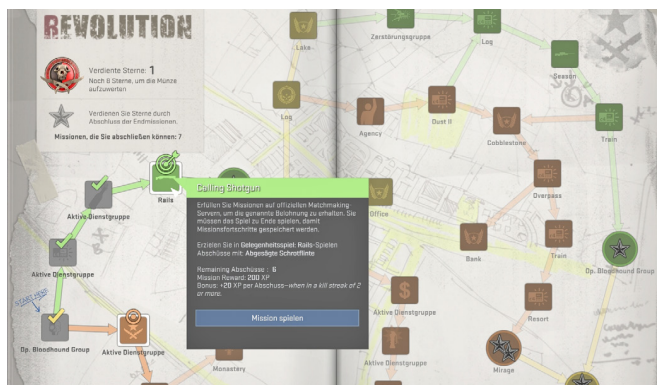 REVOLUTION
Verdiente Sterne: 1
Noch 8 Sterne, um die Münze
aufzuwerten
Verdienen Sie Sterne durch
Abschluss der Endmissionen.
Missionen, die Sie abschließen können: 7
Lake
Zerstörungsgruppe
Log
Season
Log
Agency
Dust II
Cobblestone
Train
Rails
Aktive Dienstgruppe
Overpass
Office
Bank
Train
Op. Bloodhound Group
Aktive Dienstgruppe
Resort
START HERE
Op. Bloodhound Group
Aktive Dienstgruppe
Monastery
Aktive Dienstgruppe
Aktive Dienstgruppe
Mirage
Calling Shotgun
Erfüllen Sie Missionen auf offiziellen Matchmaking
Servern, um die genannte Belohnung zu erhalten. Sie
müssen das Spiel zu Ende spielen, damit
Missionsfortschritte gespeichert werden.
Erzielen Sie in Gelegenheitsspiel: Rails-Spielen
Abschüsse mit: Abgesägte Schrotflinte
Remaining Abschüsse : 6
Mission Reward: 200 XP
Bonus: +20 XP per Abschuss-when in a kill streak of 2
or more.
Mission spielen